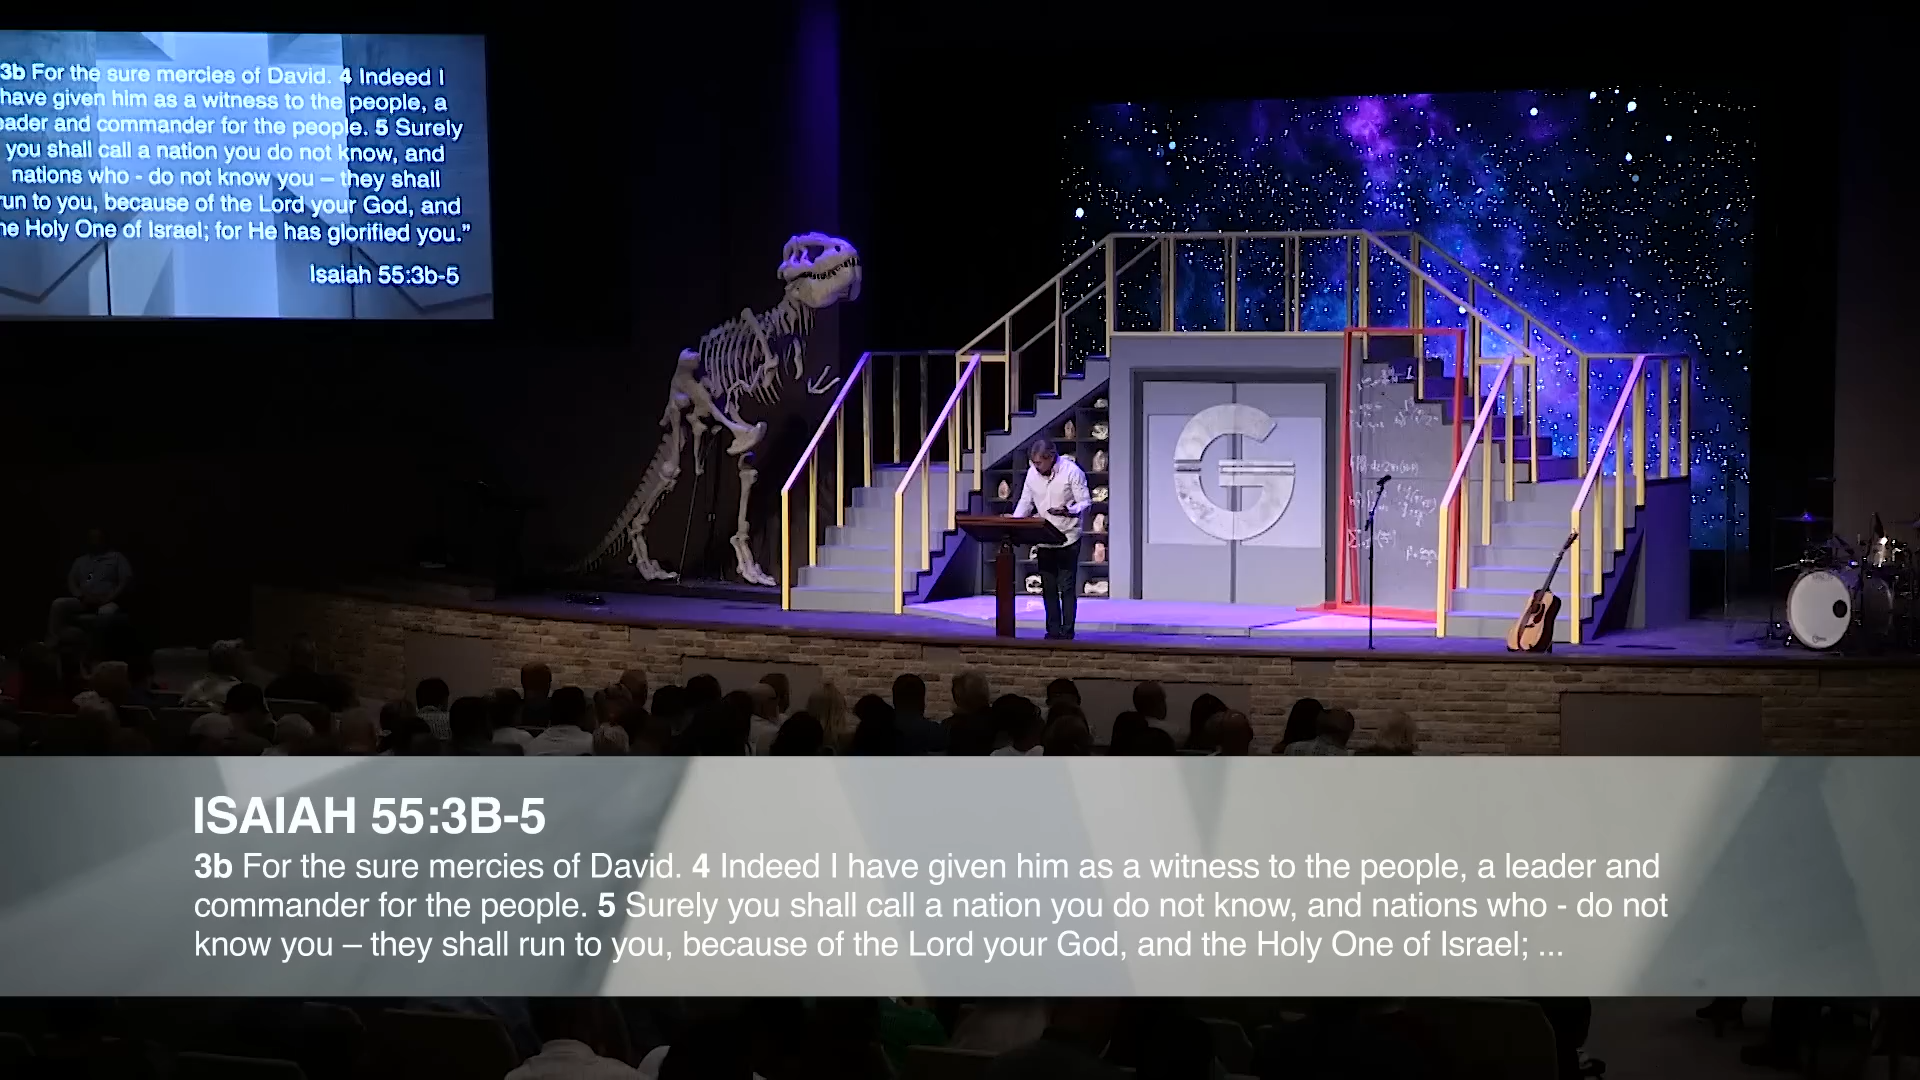 3b For the sure mercies of David. 4 Indeed I
have given him as a witness to the people, a
eader and commander for the people. 5 Surely
you shall call a nation you do not know, and
nations who - do not know you – they shall
run to you, because of the Lord your God, and
he Holy One of Israel; for He has glorified you.”
Isaiah 55:3b-5
G
ISAIAH 55:3B-5
3b For the sure mercies of David. 4 Indeed I have given him as a witness to the people, a leader and
commander for the people. 5 Surely you shall call a nation you do not know, and nations who - do not
know you – they shall run to you, because of the Lord your God, and the Holy One of Israel; ...